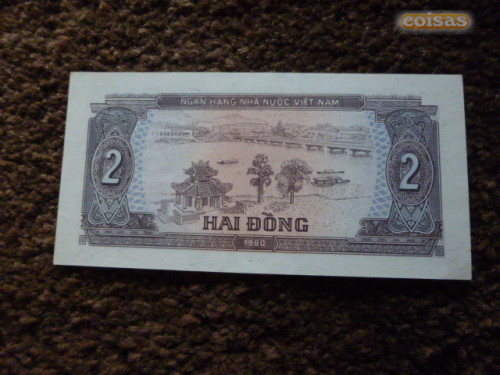 coisas
NGÂN HÀNG NHÀ NƯỚC VIỆT NAM
2 2
HAI ĐỒNG
1980